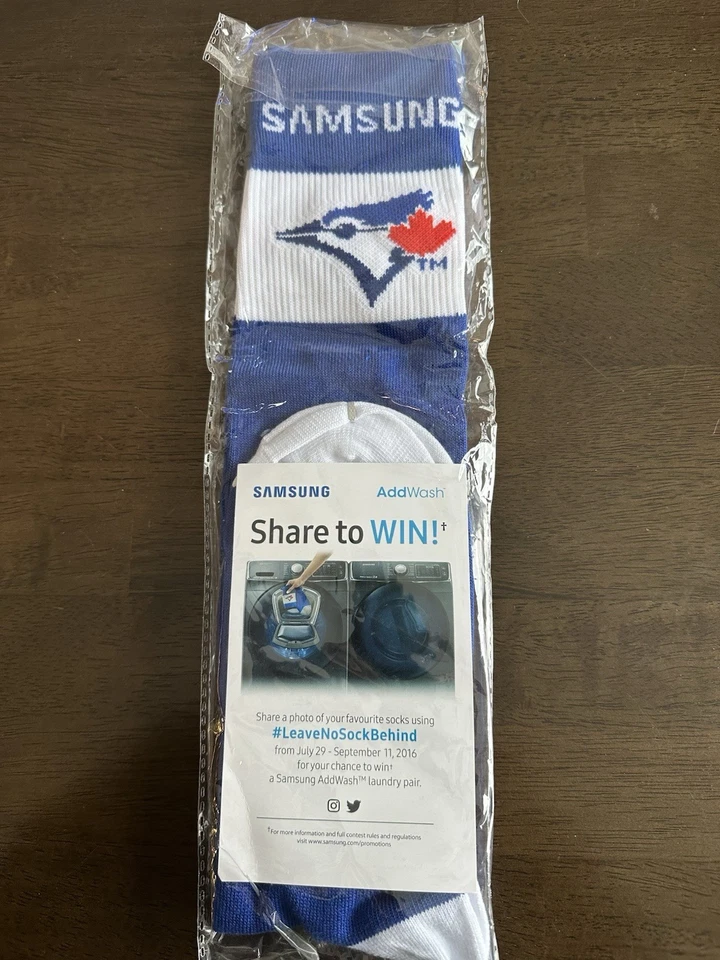 SAMSUNG
TM
SAMSUNG AddWash™
Share to WIN!†
Share a photo of your favourite socks using
#LeaveNoSockBehind
from July 29 - September 11, 2016
for your chance to win†
a Samsung AddWash™ laundry pair.
†For more information and full contest rules and regulations
visit www.samsung.com/promotions